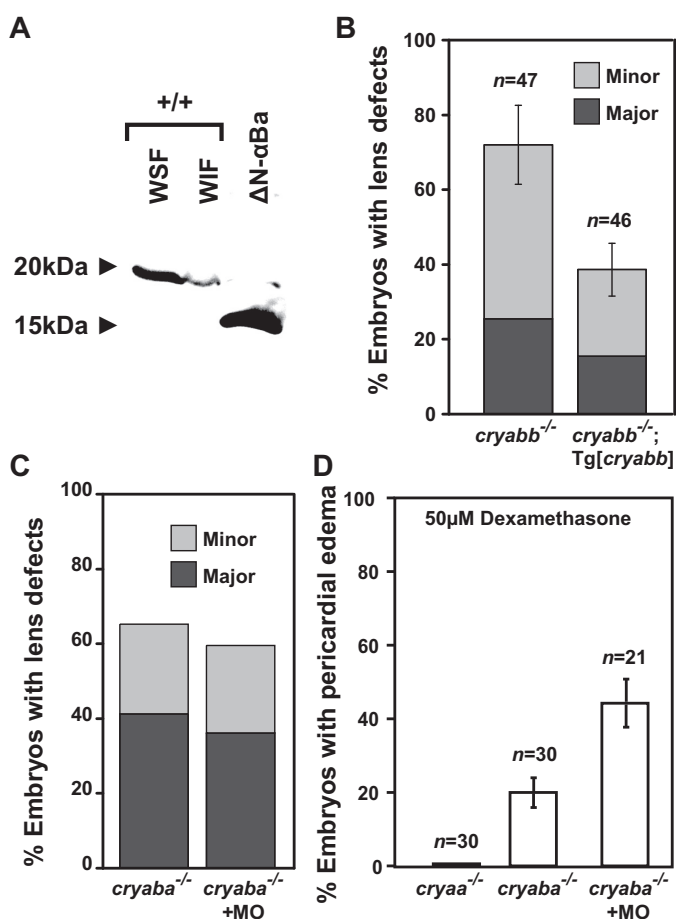 A
+/+
WSF
WIF
ΔN-αBa
20kDa ►
15kDa ►
B
% Embryos with lens defects
100
80
60
40
20
0
n=47
n=46
Minor
Major
cryabb-/-
cryabb-/-;
Tg[cryabb]
C
% Embryos with lens defects
100
80
60
40
20
0
Minor
Major
cryaba-/-
cryaba-/-
+MO
D
% Embryos with pericardial edema
100
80
60
40
20
0
50μM Dexamethasone
n=30
n=30
n=21
cryaa-/-
cryaba-/-
cryaba-/-
+MO